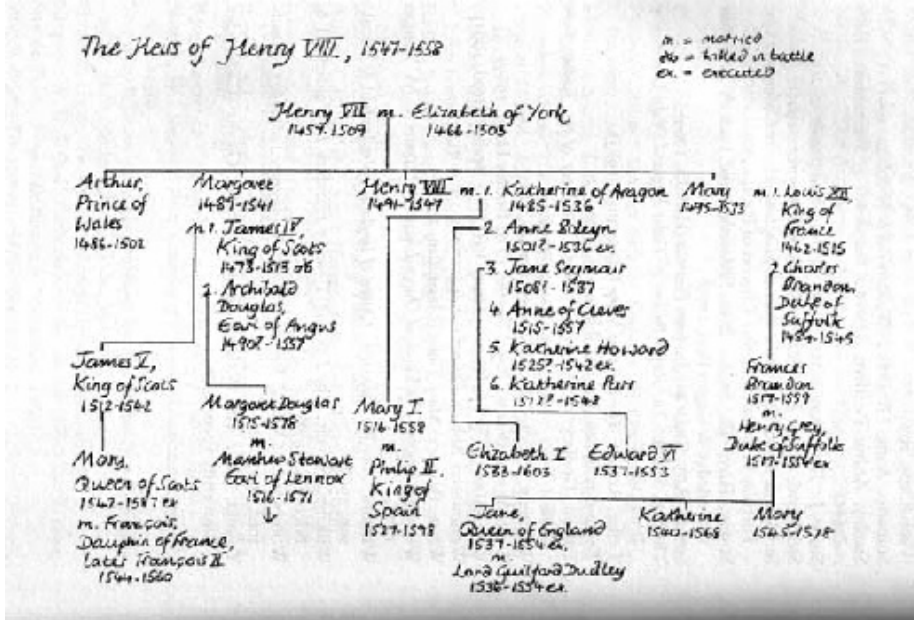 The Heirs of Henry VIII, 1547-1558
m = married
kb = killed in battle
ex. = executed
Henry VII m. Elizabeth of York
1457-1509 1466-1503
Arthur,
Prince of
Wales
1486-1502
Margaret
1489-1541
m 1. James IV,
King of Scots
1473-1513 kb
2. Archibald
Douglas,
Earl of Angus
1490?-1557
Henry VIII m. 1. Katherine of Aragon
1491-1547 1485-1536
2. Anne Boleyn
1501?-1536 ex.
3. Jane Seymour
1508?-1537
4. Anne of Cleves
1515-1557
5. Katherine Howard
1525?-1542 ex.
6. Katherine Parr
1512?-1548
Mary m 1. Louis XII,
King of
France
1462-1515
2 Charles
Brandon,
Duke of
Suffolk
1484-1545
James V,
King of Scots
1512-1542
Margaret Douglas
1515-1578
m.
Matthew Stewart
Earl of Lennox
1516-1571
Mary I
1516-1558
m.
Philip II,
King of
Spain
1527-1598
Elizabeth I
1533-1603
Edward VI
1537-1553
Frances
Brandon
1517-1559
m.
Henry Grey,
Duke of Suffolk
1517-1554 ex
Mary,
Queen of Scots
1542-1587 ex
m. François,
Dauphin of France,
later François II
1544-1560
Jane,
Queen of England
1537-1554 ex.
m
Lord Guilford Dudley
1536-1554 ex.
Katherine
1540-1568
Mary
1545-1578